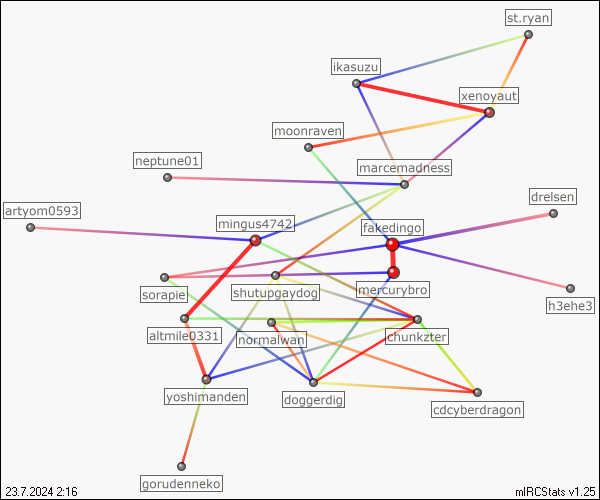 st.ryan
ikasuzu
xenoyaut
moonraven
neptune01
marcemadness
artyom0593
mingus4742
fakedingo
drelsen
sorapie
shutupgaydog
mercurybro
h3ehe3
altmile0331
normalwan
chunkzter
yoshimanden
doggerdig
cdcyberdragon
gorudenneko
23.7.2024 2:16
mIRCStats v1.25